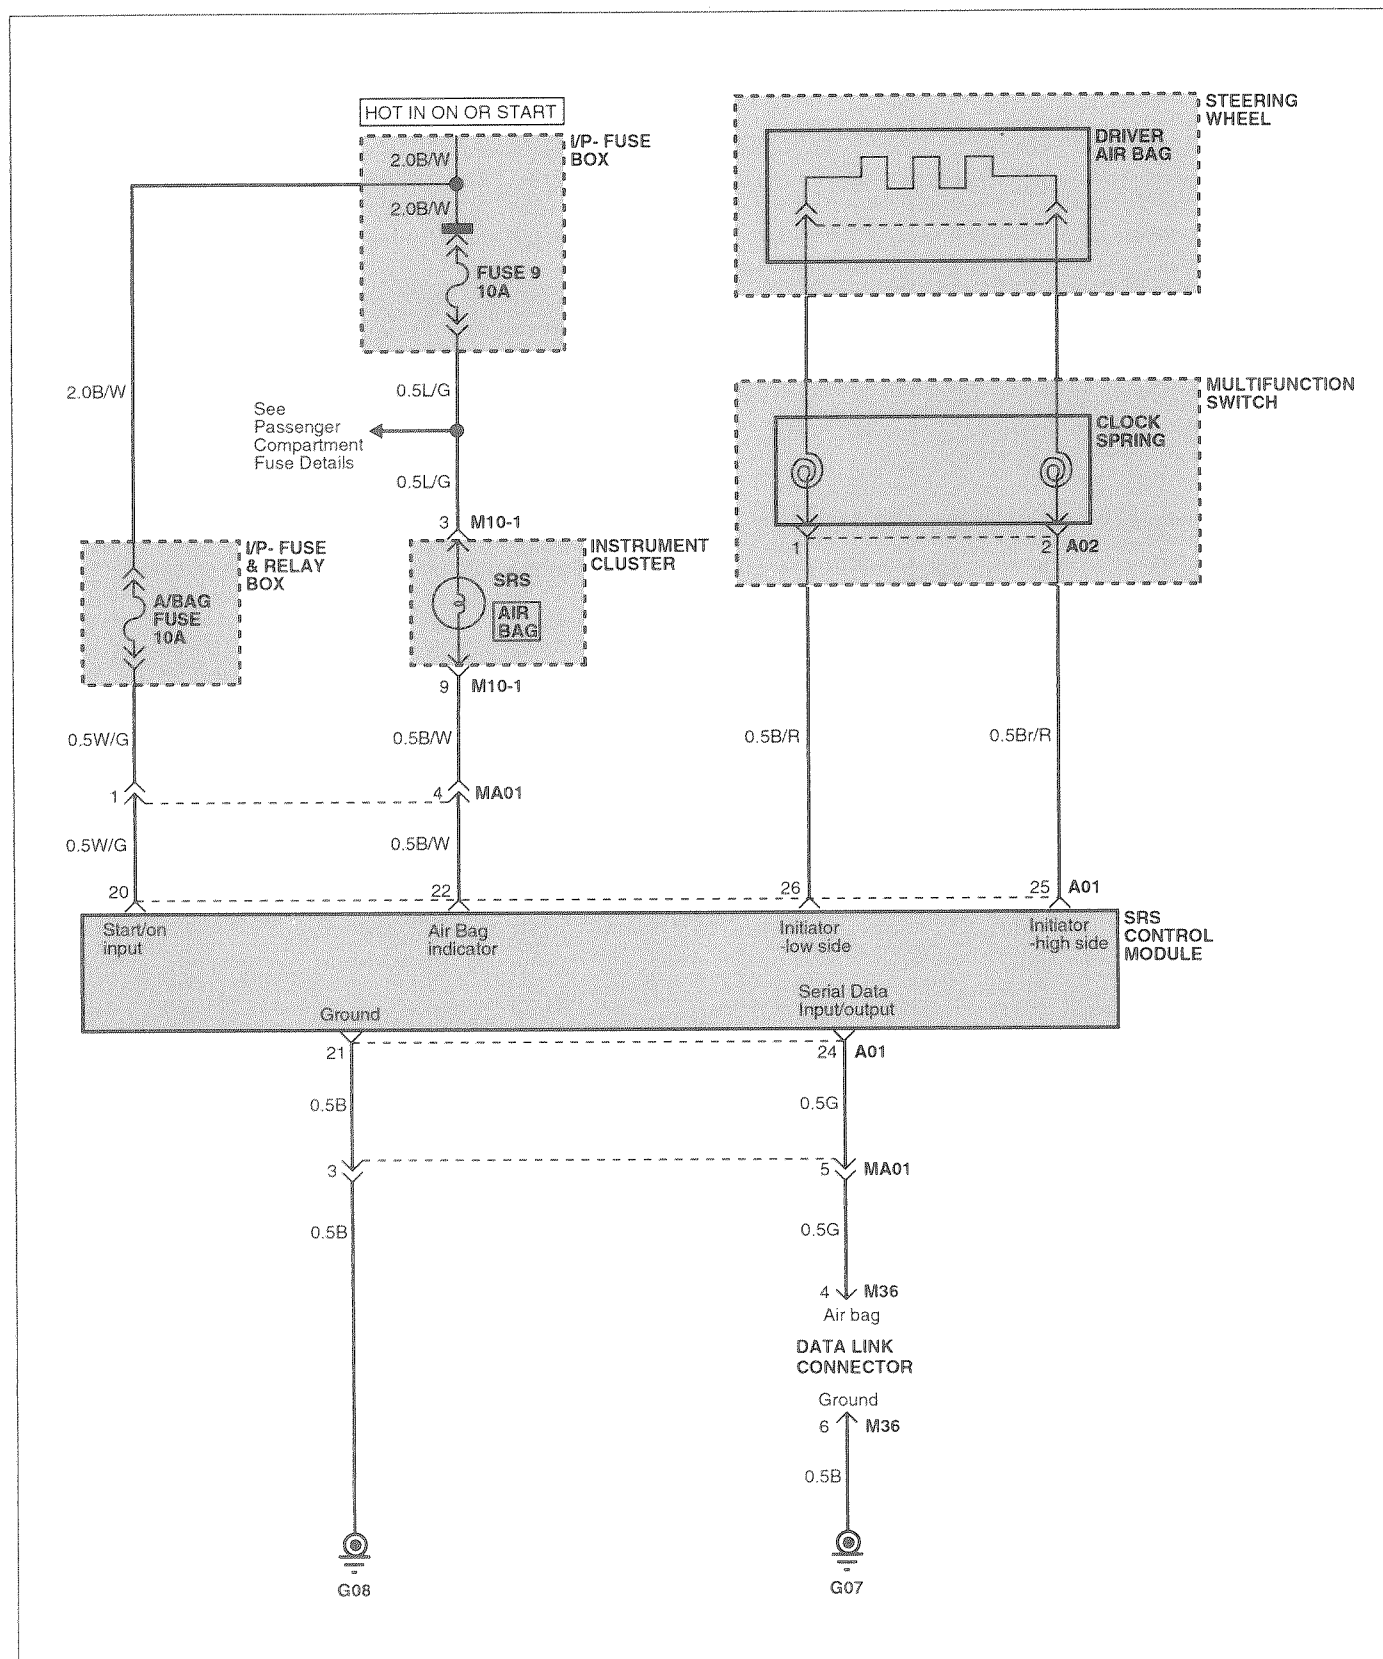 HOT IN ON OR START
I/P- FUSE
BOX
2.0B/W
2.0B/W
FUSE 9
10A
STEERING
WHEEL
DRIVER
AIR BAG
2.0B/W
0.5L/G
See
Passenger
Compartment
Fuse Details
0.5L/G
MULTIFUNCTION
SWITCH
CLOCK
SPRING
3 M10-1
1
2 A02
I/P- FUSE
& RELAY
BOX
A/BAG
FUSE
10A
INSTRUMENT
CLUSTER
SRS
AIR
BAG
9 M10-1
0.5W/G
0.5B/W
0.5B/R
0.5Br/R
1
4 MA01
0.5W/G
0.5B/W
20
22
26
25 A01
SRS
CONTROL
MODULE
Start/on
input
Air Bag
indicator
Initiator
-low side
Initiator
-high side
Ground
Serial Data
Input/output
21
24 A01
0.5B
0.5G
3
5 MA01
0.5B
0.5G
4 M36
Air bag
DATA LINK
CONNECTOR
Ground
6 M36
0.5B
G08
G07